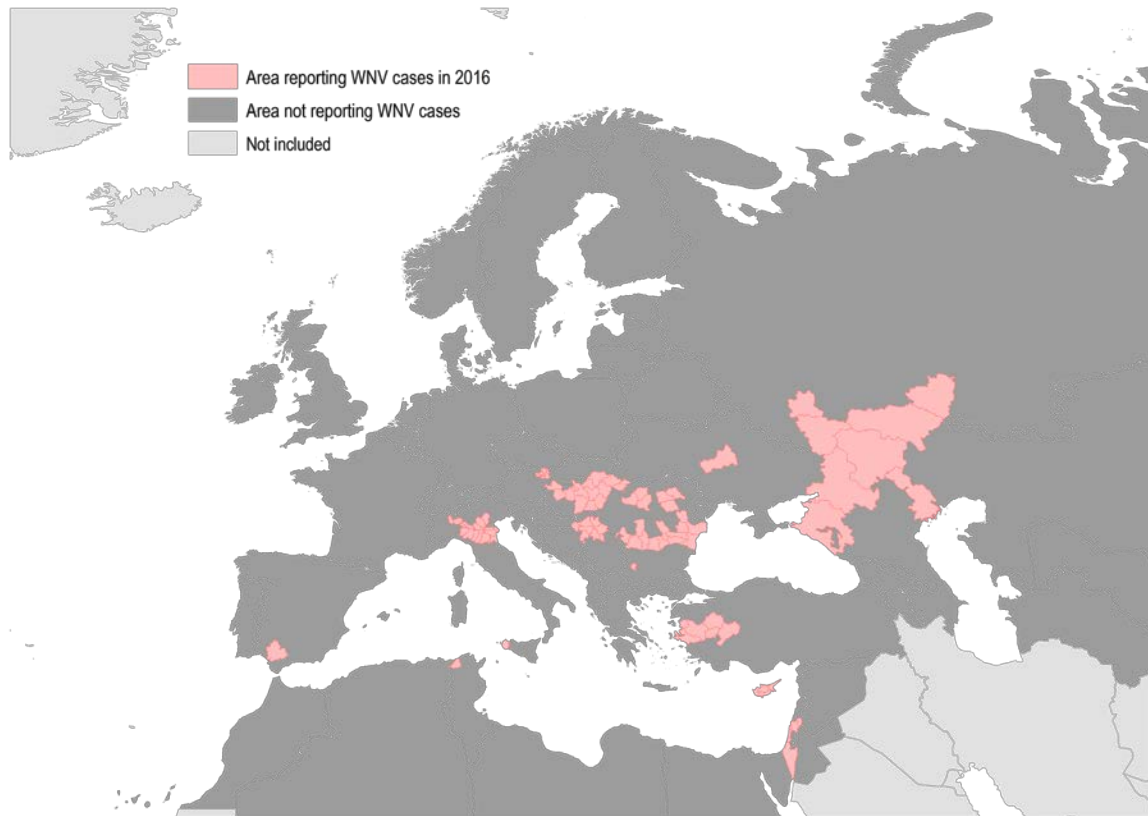 Area reporting WNV cases in 2016
Area not reporting WNV cases
Not included